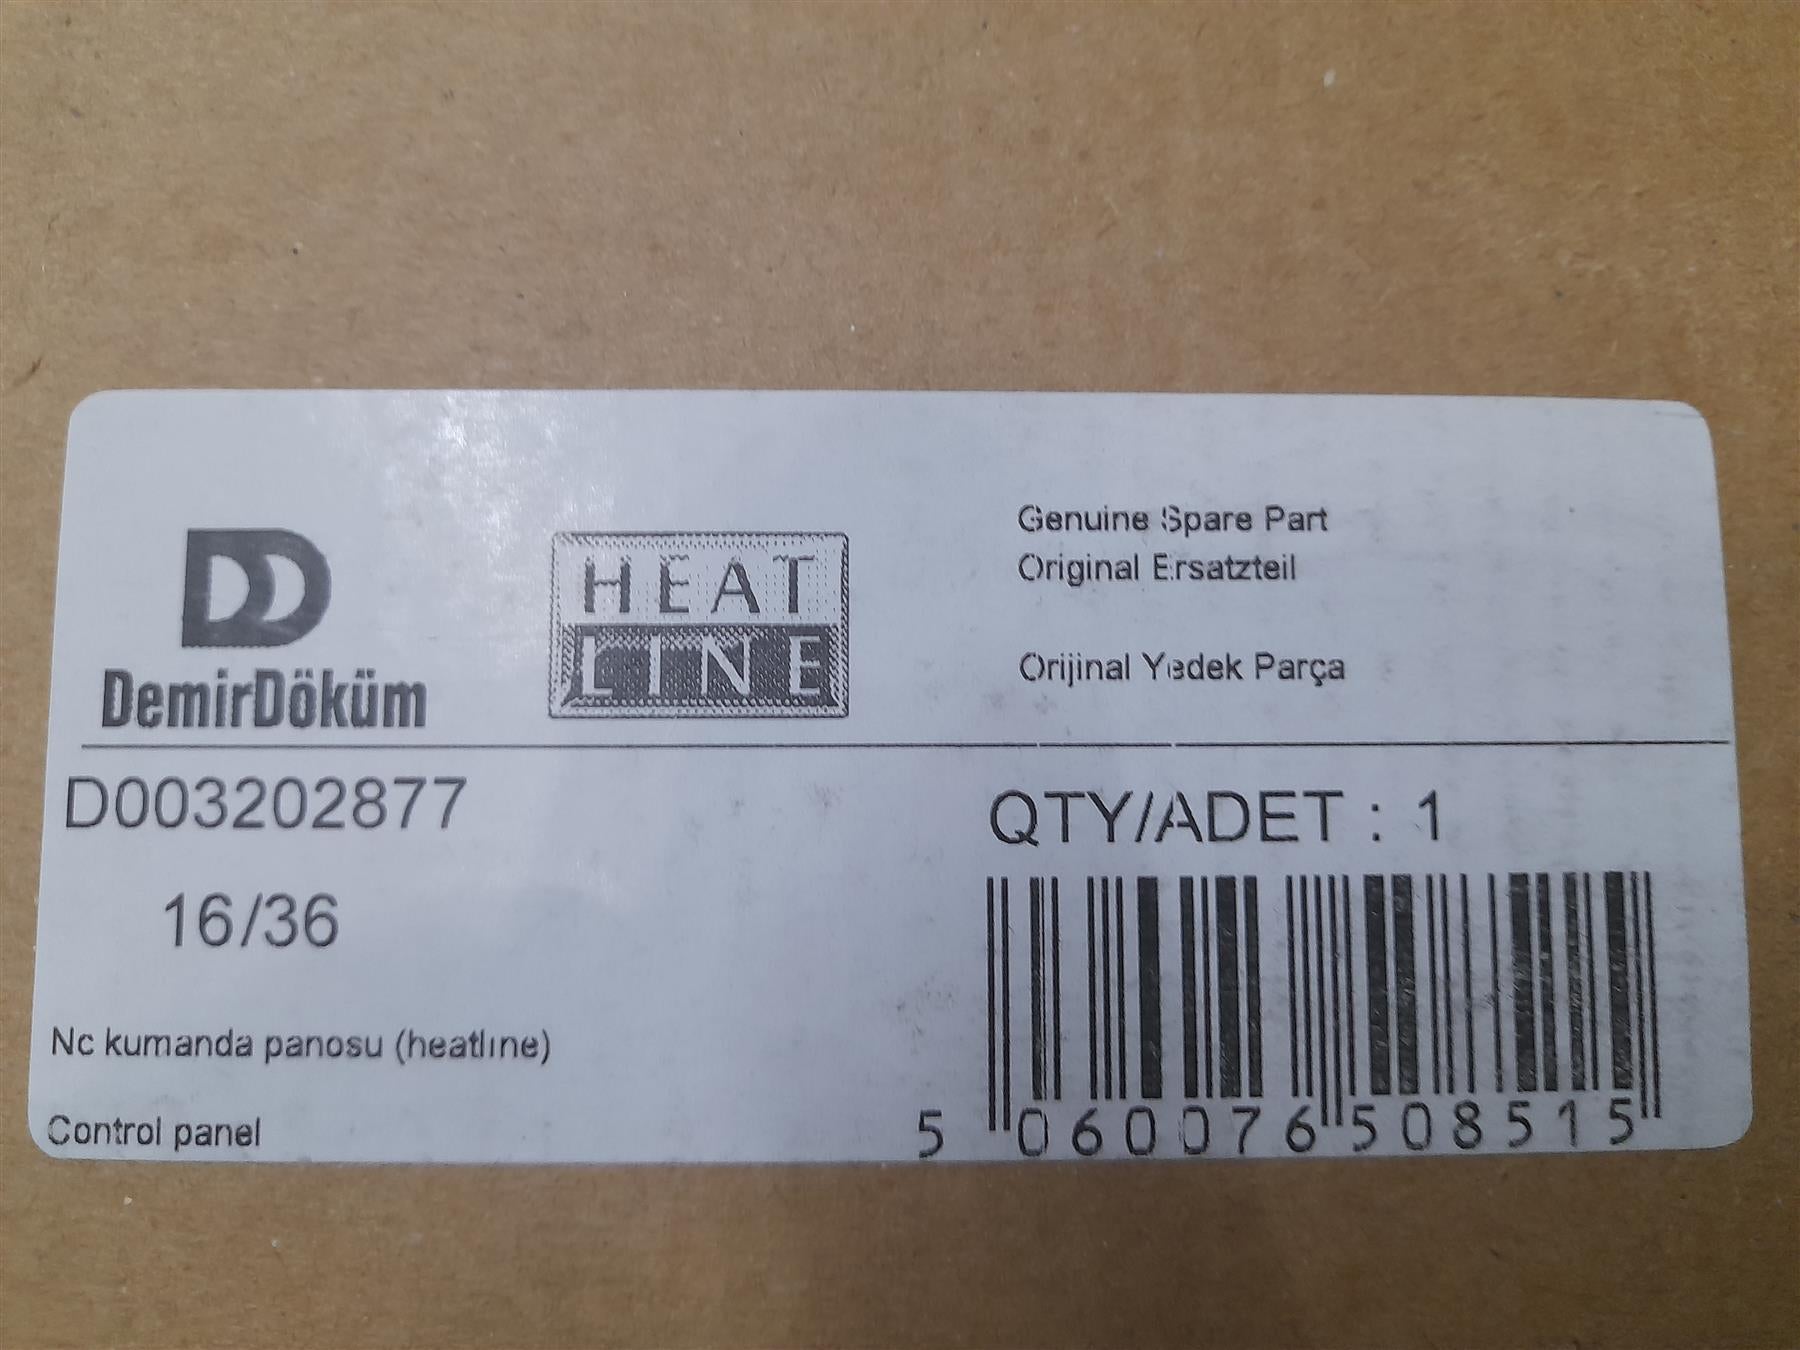 DemirDöküm
HEAT
LINE
Genuine Spare Part
Original Ersatzteil
Orijinal Yedek Parça
D003202877
QTY/ADET : 1
16/36
Nc kumanda panosu (heatlıne)
Control panel
5 060076 508515